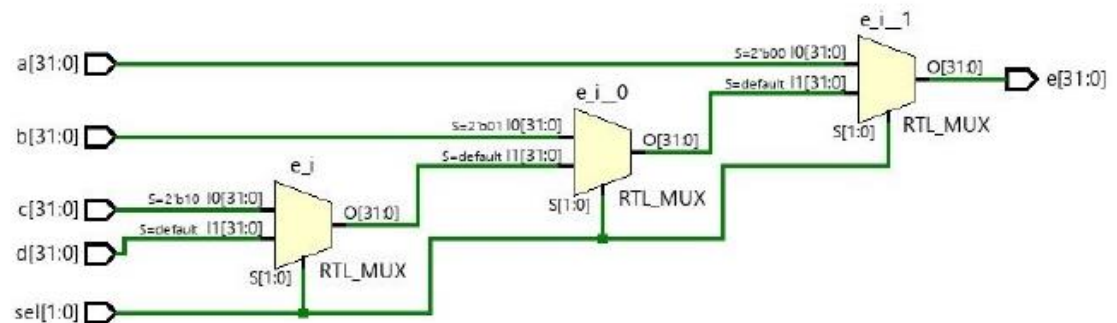 e_i__1
S=2'b00 I0[31:0]
a[31:0]
O[31:0]
e[31:0]
S=default I1[31:0]
e_i__0
S[1:0]
RTL_MUX
S=2'b01 I0[31:0]
b[31:0]
O[31:0]
S=default I1[31:0]
e_i
S[1:0]
RTL_MUX
S=2'b10 I0[31:0]
c[31:0]
O[31:0]
S=default I1[31:0]
d[31:0]
S[1:0]
RTL_MUX
sel[1:0]